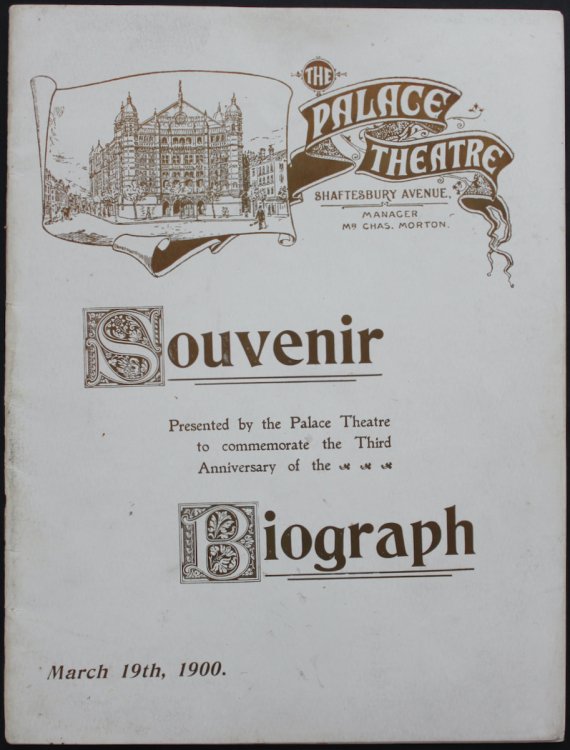 THE
PALACE
THEATRE
SHAFTESBURY AVENUE,
MANAGER
MR CHAS. MORTON.
Souvenir
Presented by the Palace Theatre
to commemorate the Third
Anniversary of the
Biograph
March 19th, 1900.